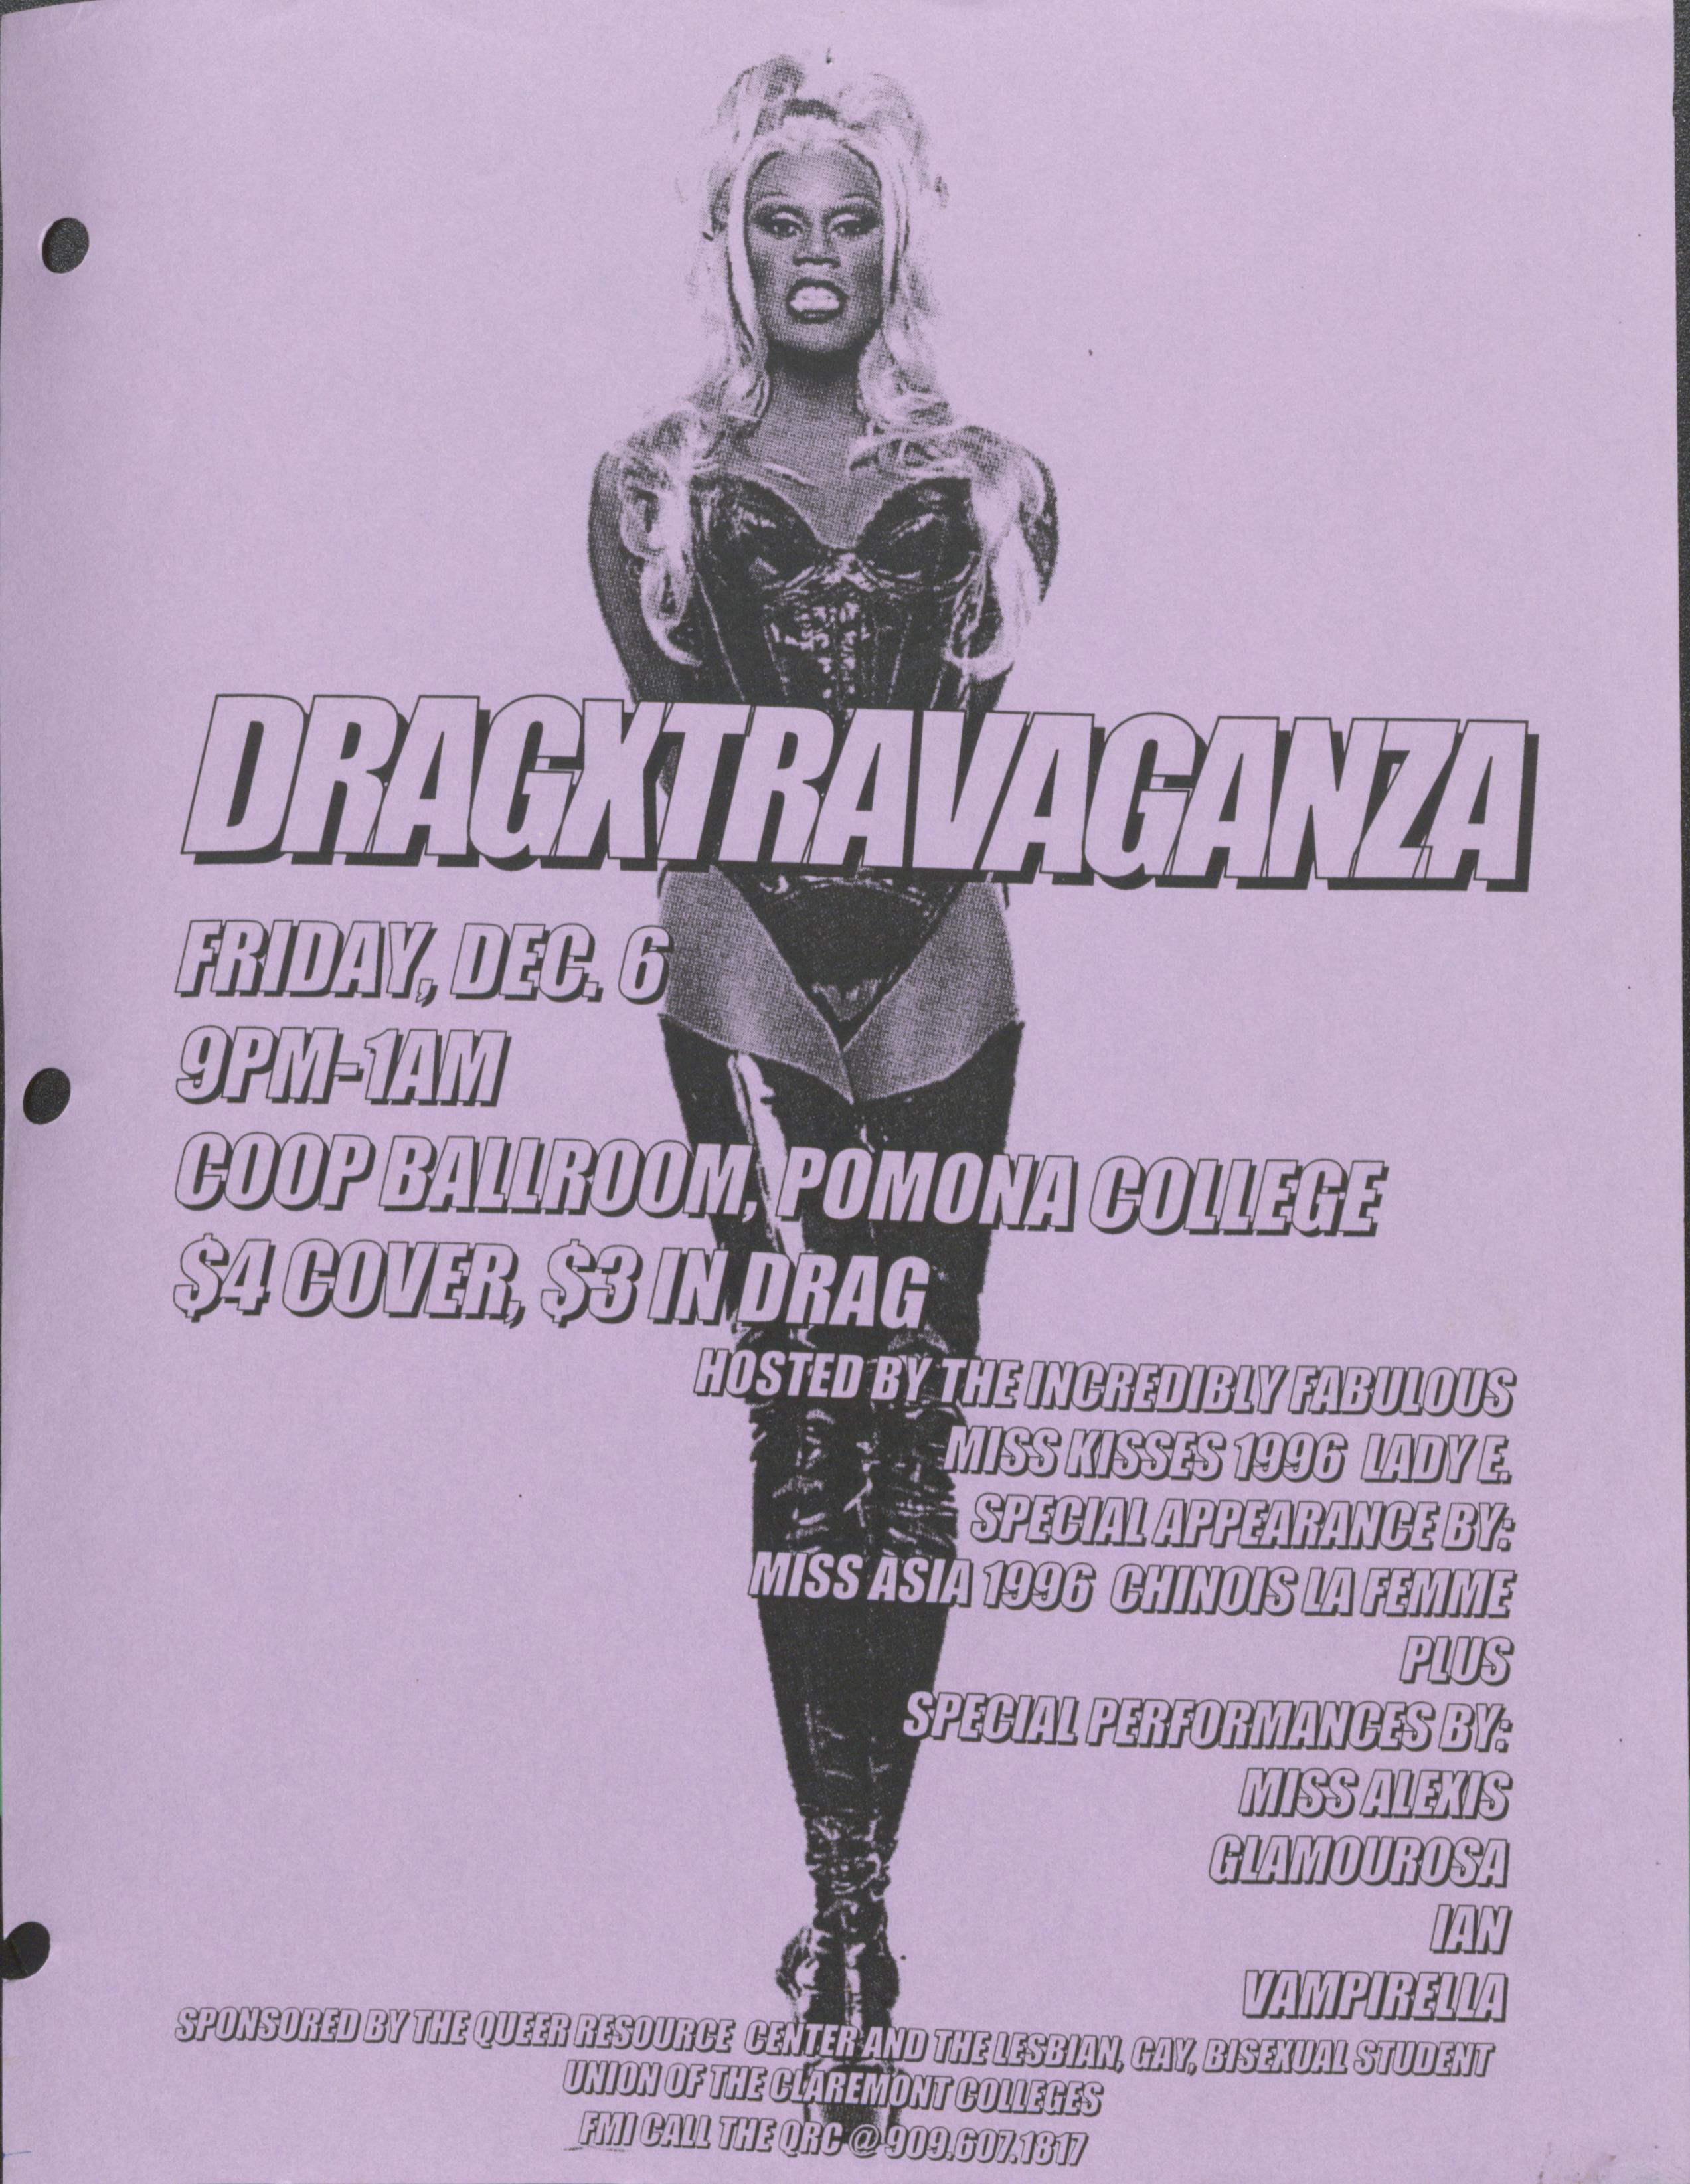 DRAGXTRAVAGANZA
FRIDAY, DEC. 6
9PM-1AM
COOP BALLROOM, POMONA COLLEGE
$4 COVER, $3 IN DRAG
HOSTED BY THE INCREDIBLY FABULOUS
MISS KISSES 1996 LADY E.
SPECIAL APPEARANCE BY:
MISS ASIA 1996 CHINOIS LA FEMME
PLUS
SPECIAL PERFORMANCES BY:
MISS ALEXIS
GLAMOUROSA
IAN
VAMPIRELLA
SPONSORED BY THE QUEER RESOURCE CENTER AND THE LESBIAN, GAY, BISEXUAL STUDENT
UNION OF THE CLAREMONT COLLEGES
FMI CALL THE QRC @ 909.607.1817